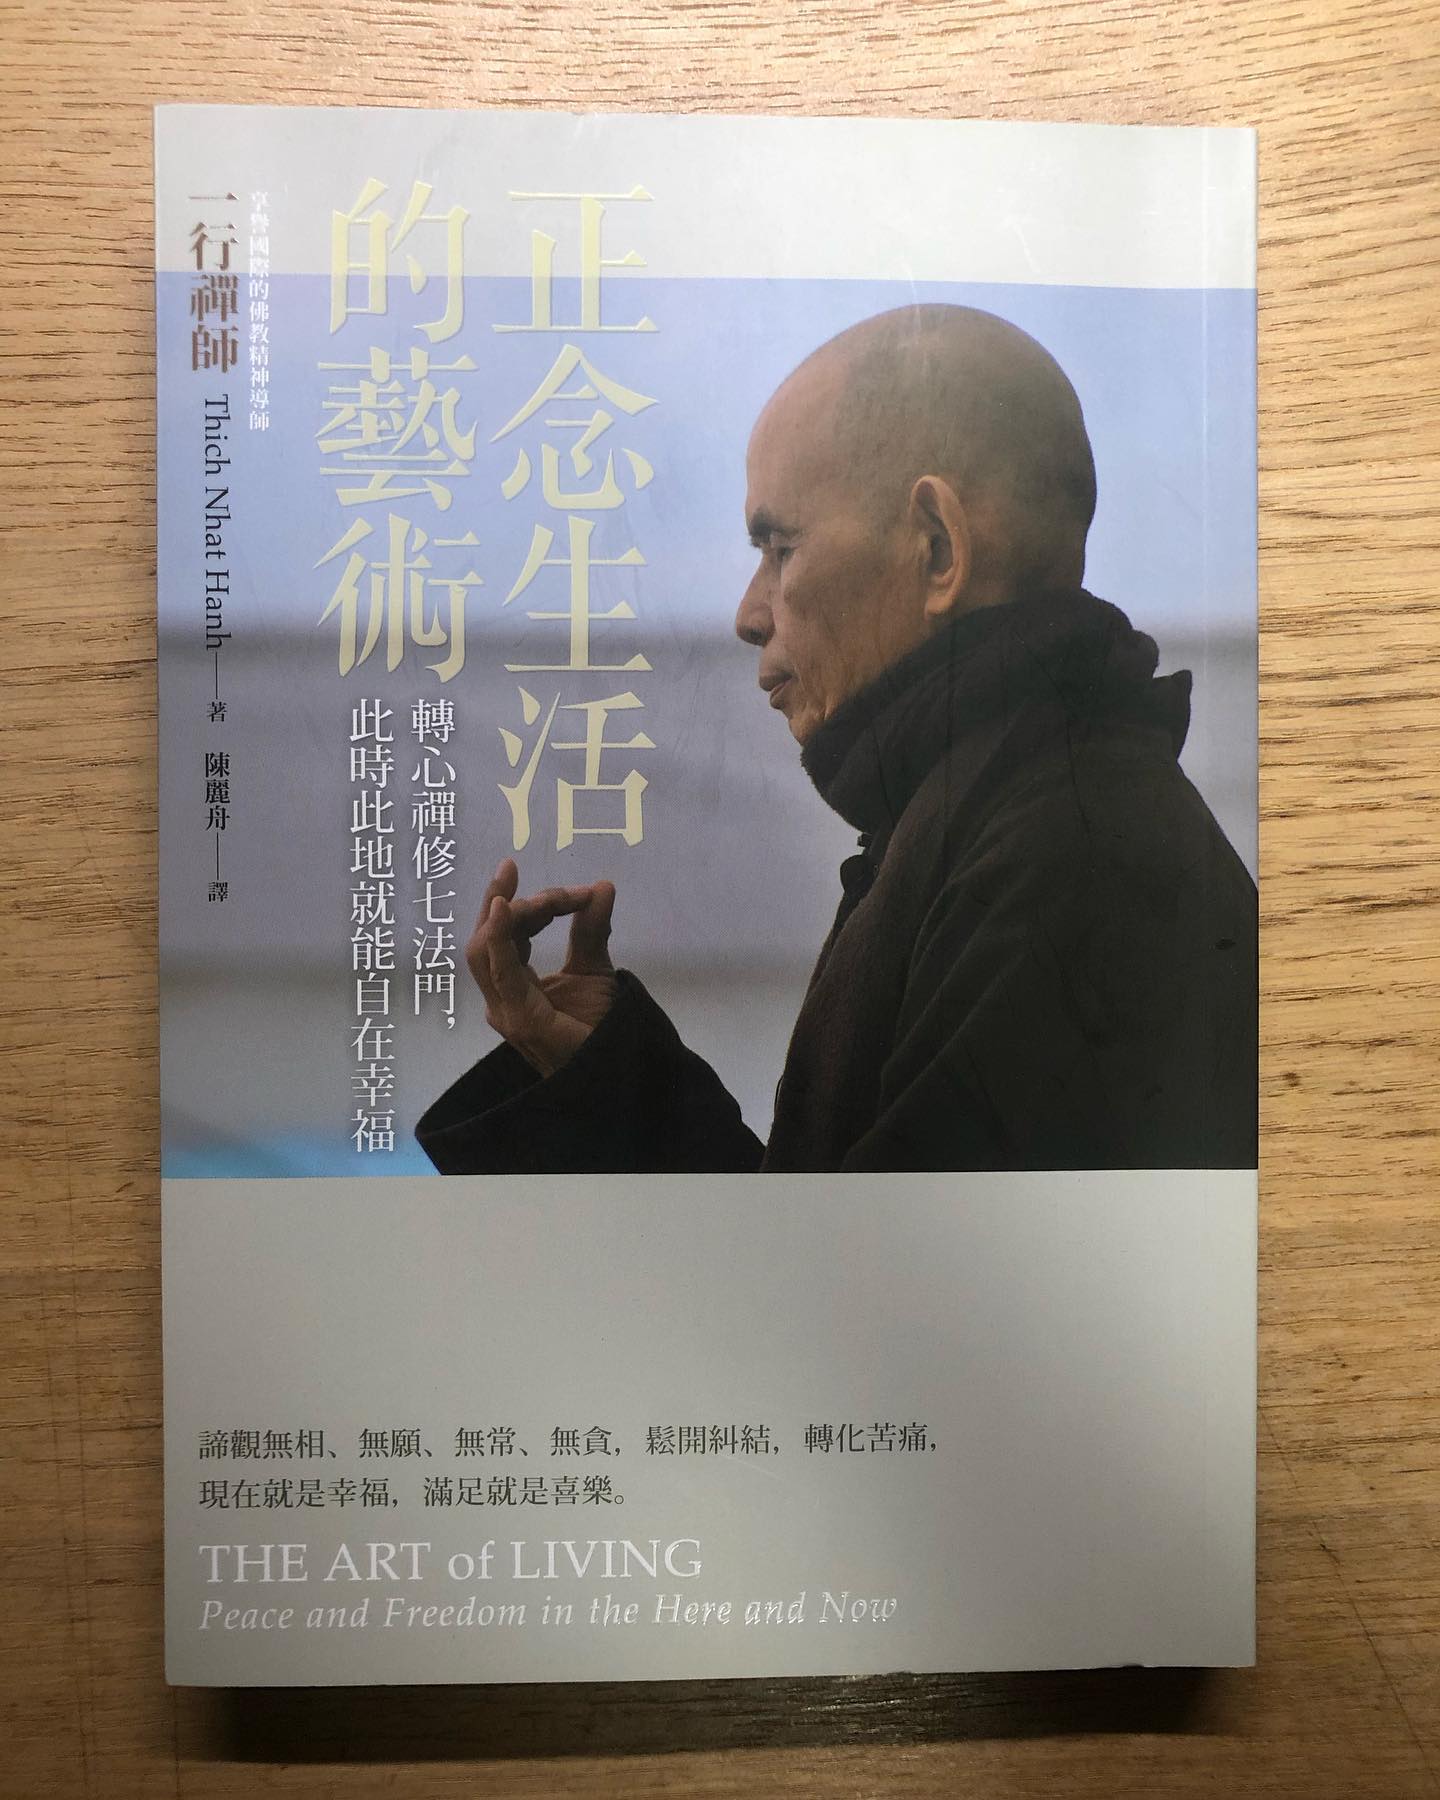 正念生活
的藝術
轉心禪修七法門，
此時此地就能自在幸福
享譽國際的佛教精神導師
一行禪師 Thich Nhat Hanh——著 陳麗舟——譯
諦觀無相、無願、無常、無貪，鬆開糾結，轉化苦痛，
現在就是幸福，滿足就是喜樂。
THE ART of LIVING
Peace and Freedom in the Here and Now